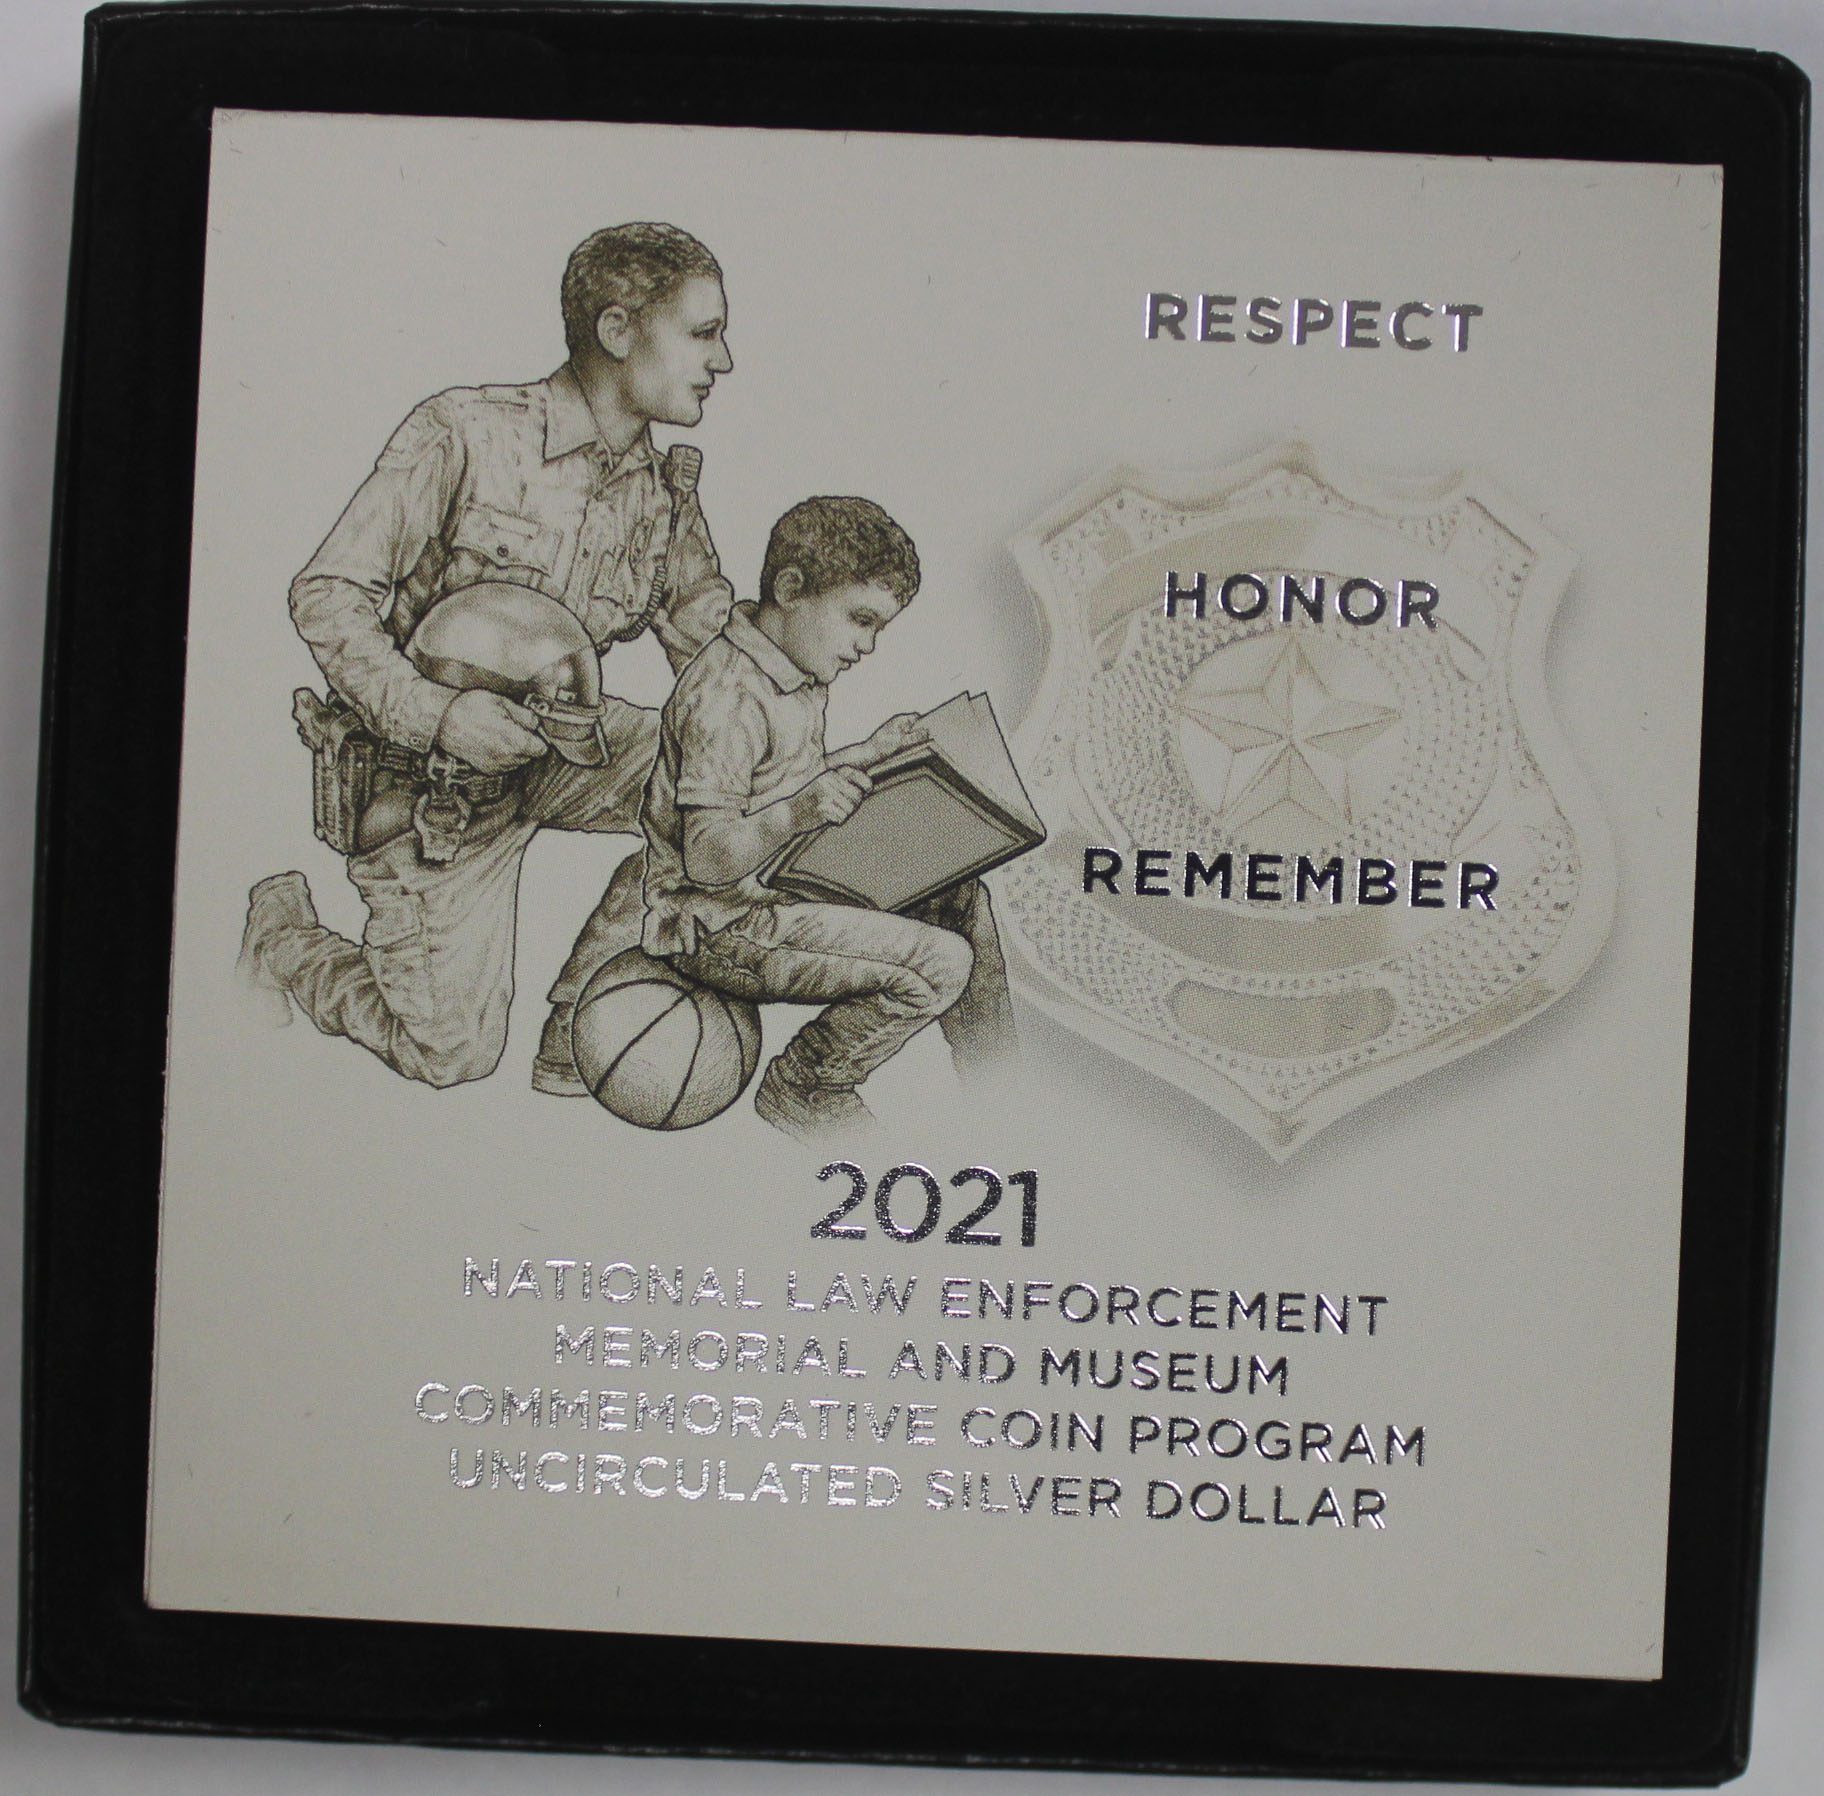 RESPECT
HONOR
REMEMBER
2021
NATIONAL LAW ENFORCEMENT
MEMORIAL AND MUSEUM
COMMEMORATIVE COIN PROGRAM
UNCIRCULATED SILVER DOLLAR